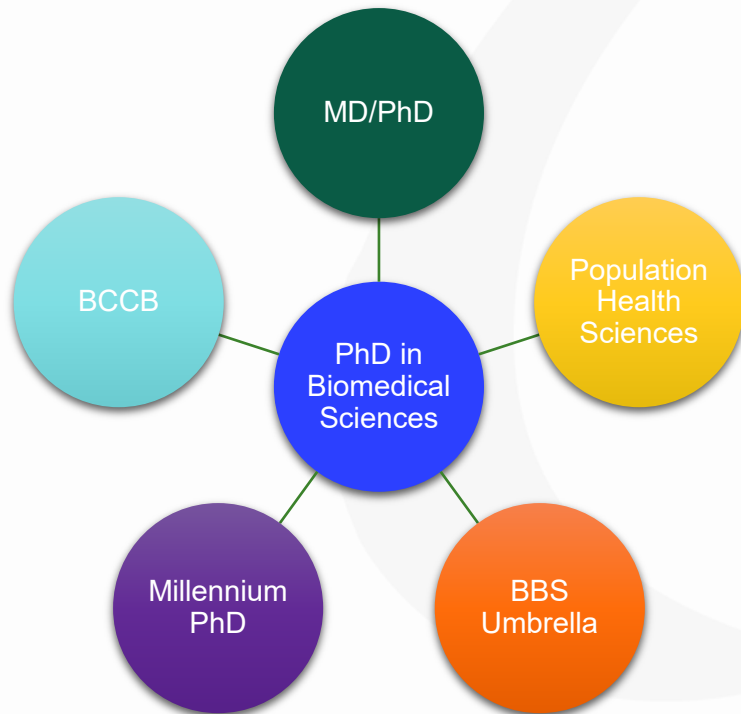 MD/PhD
BCCB
Population
Health
Sciences
PhD in
Biomedical
Sciences
Millennium
PhD
BBS
Umbrella